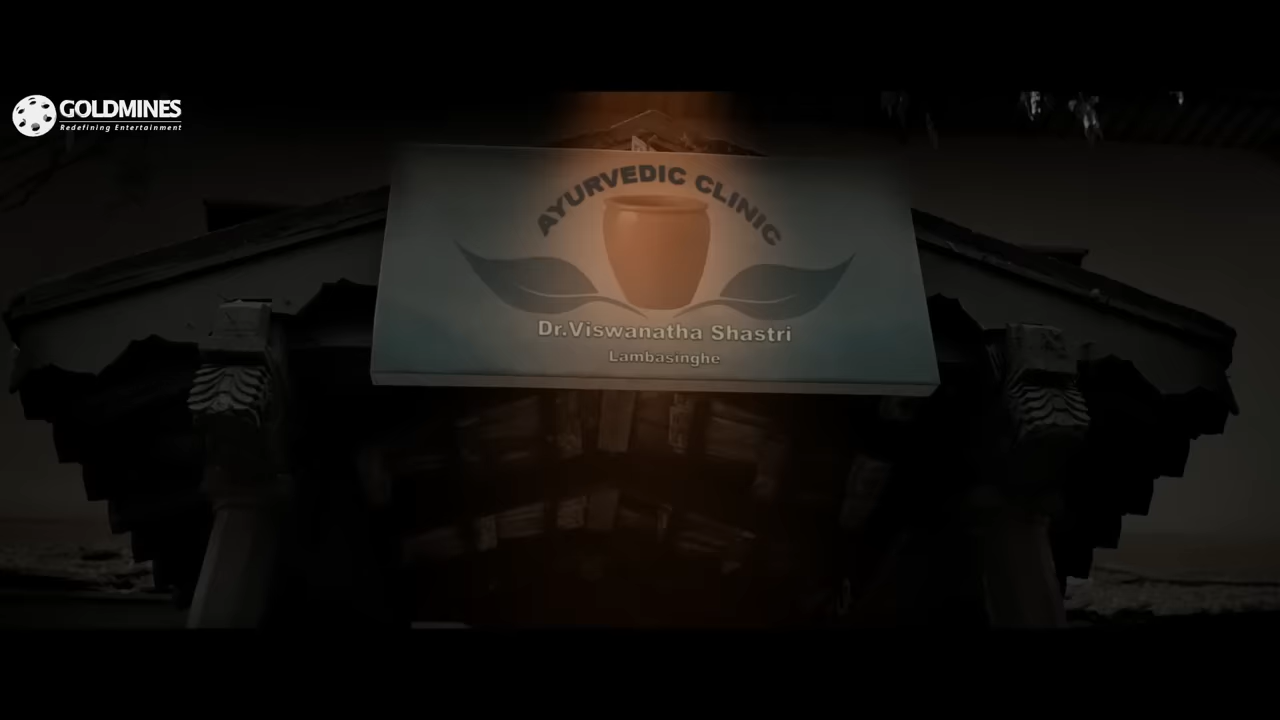 GOLDMINES
Redefining Entertainment
AYURVEDIC CLINIC
Dr.Viswanatha Shastri
Lambasinghe